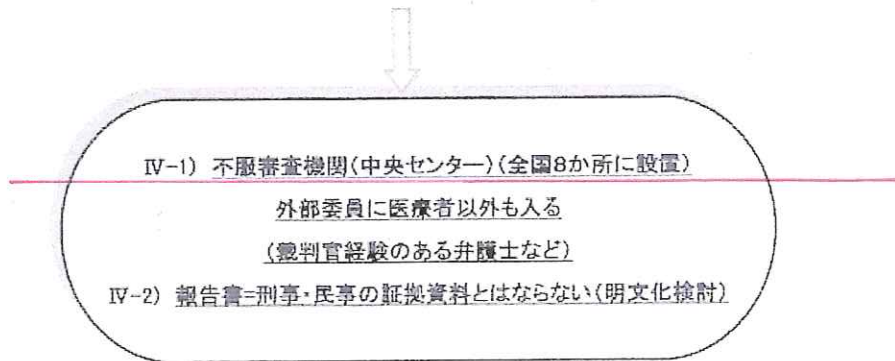 Ⅳ-1) 不服審査機関(中央センター)(全国8か所に設置)
外部委員に医療者以外も入る
(裁判官経験のある弁護士など)
Ⅳ-2) 報告書=刑事・民事の証拠資料とはならない(明文化検討)